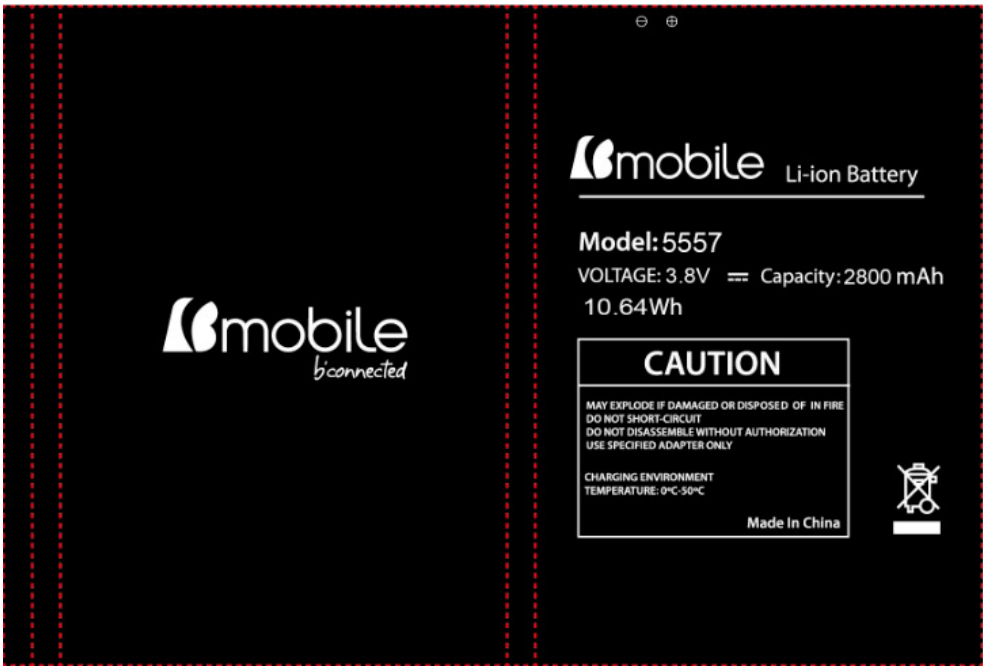 Bmobile
b'connected
⊖ ⊕
Bmobile Li-ion Battery
Model: 5557
VOLTAGE: 3.8V ⎓ Capacity: 2800 mAh
10.64Wh
CAUTION
MAY EXPLODE IF DAMAGED OR DISPOSED OF IN FIRE
DO NOT SHORT-CIRCUIT
DO NOT DISASSEMBLE WITHOUT AUTHORIZATION
USE SPECIFIED ADAPTER ONLY
CHARGING ENVIRONMENT
TEMPERATURE: 0ºC-50ºC
Made In China